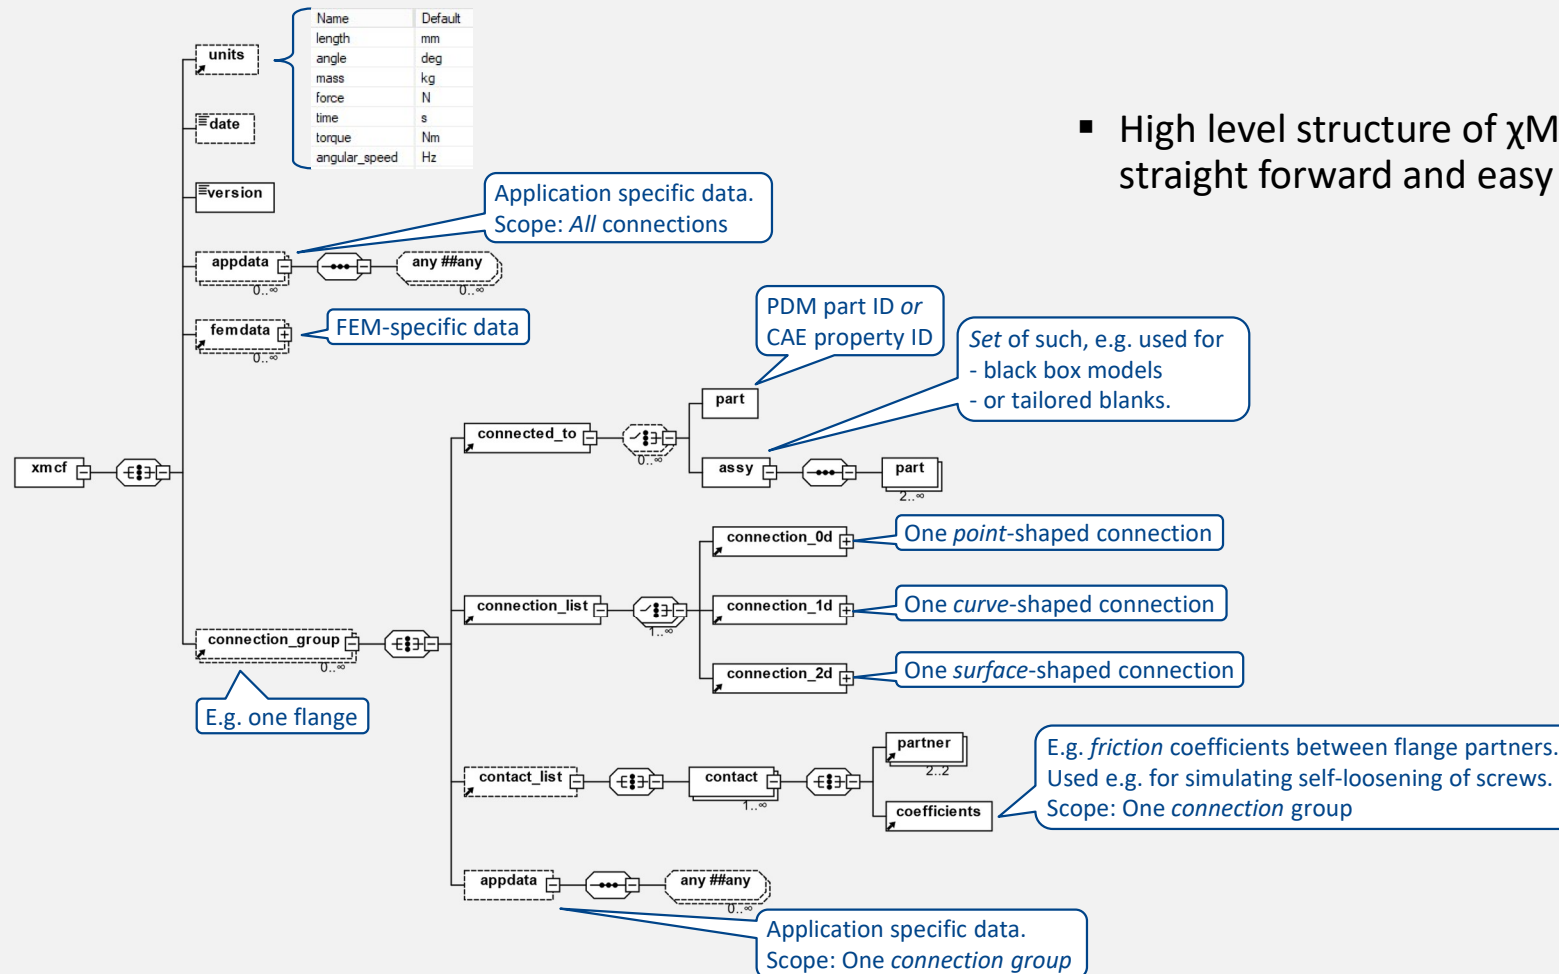 Name Default
length mm
angle deg
mass kg
force N
time s
torque Nm
angular_speed Hz
units
date
version
▪ High level structure of χM
straight forward and easy
Application specific data.
Scope: All connections
appdata
0..∞
any ##any
0..∞
femdata
0..∞
FEM-specific data
PDM part ID or
CAE property ID
Set of such, e.g. used for
- black box models
- or tailored blanks.
part
connected_to
0..∞
assy
part
2..∞
xmcf
connection_0d
One point-shaped connection
connection_list
1..∞
connection_1d
One curve-shaped connection
connection_group
0..∞
connection_2d
One surface-shaped connection
E.g. one flange
partner
2..2
E.g. friction coefficients between flange partners.
Used e.g. for simulating self-loosening of screws.
Scope: One connection group
contact_list
contact
1..∞
coefficients
appdata
any ##any
0..∞
Application specific data.
Scope: One connection group